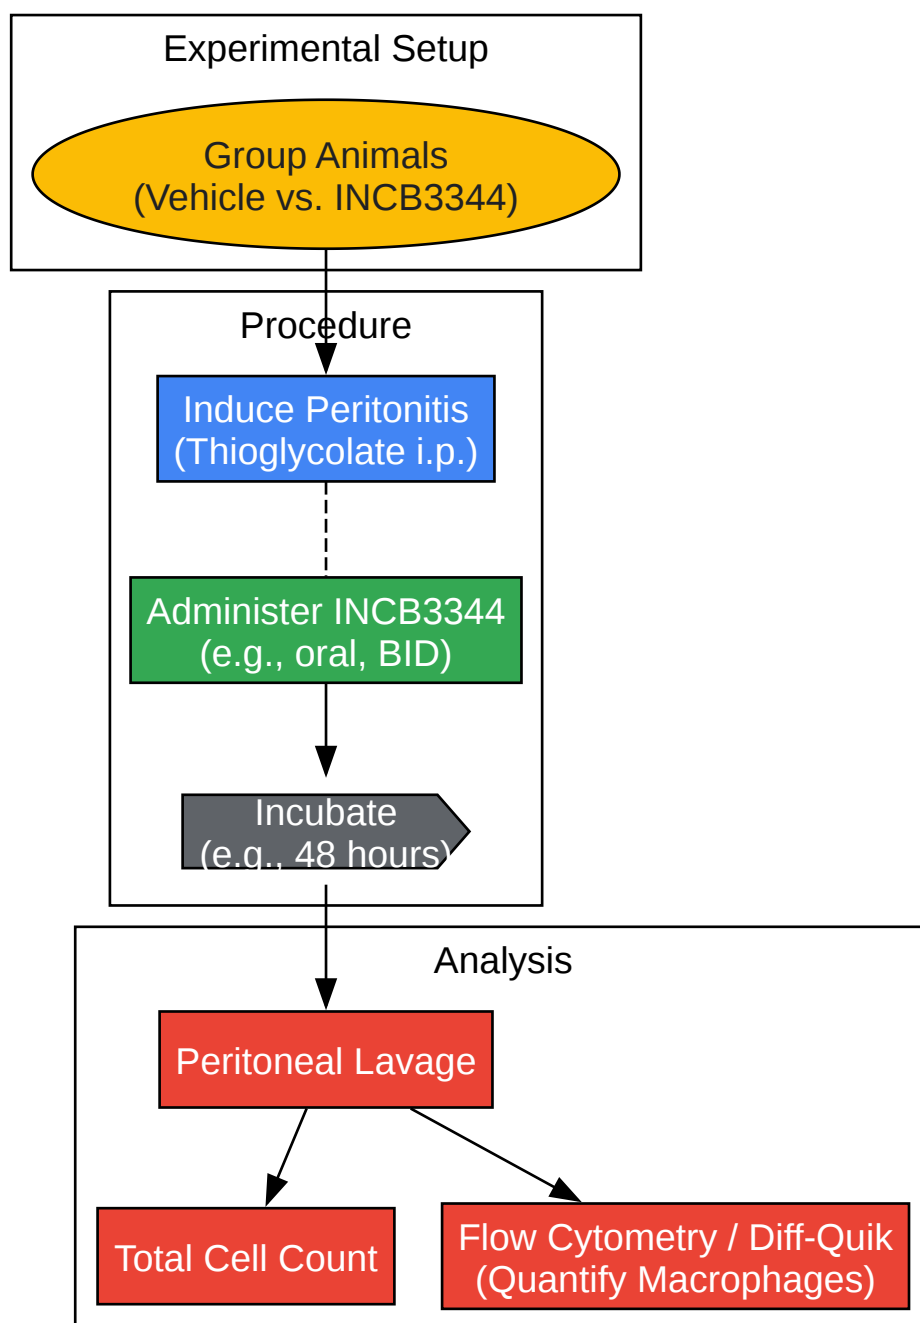 Experimental Setup
Group Animals
(Vehicle vs. INCB3344)
Procedure
Induce Peritonitis
(Thioglycolate i.p.)
Administer INCB3344
(e.g., oral, BID)
Incubate
(e.g., 48 hours)
Analysis
Peritoneal Lavage
Total Cell Count
Flow Cytometry / Diff-Quik
(Quantify Macrophages)